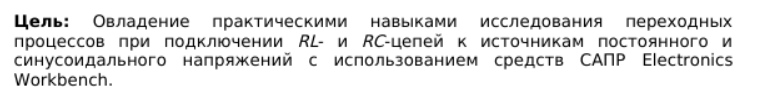 Цель: Овладение практическими навыками исследования переходных
процессов при подключении RL- и RC-цепей к источникам постоянного и
синусоидального напряжений с использованием средств САПР Electronics
Workbench.